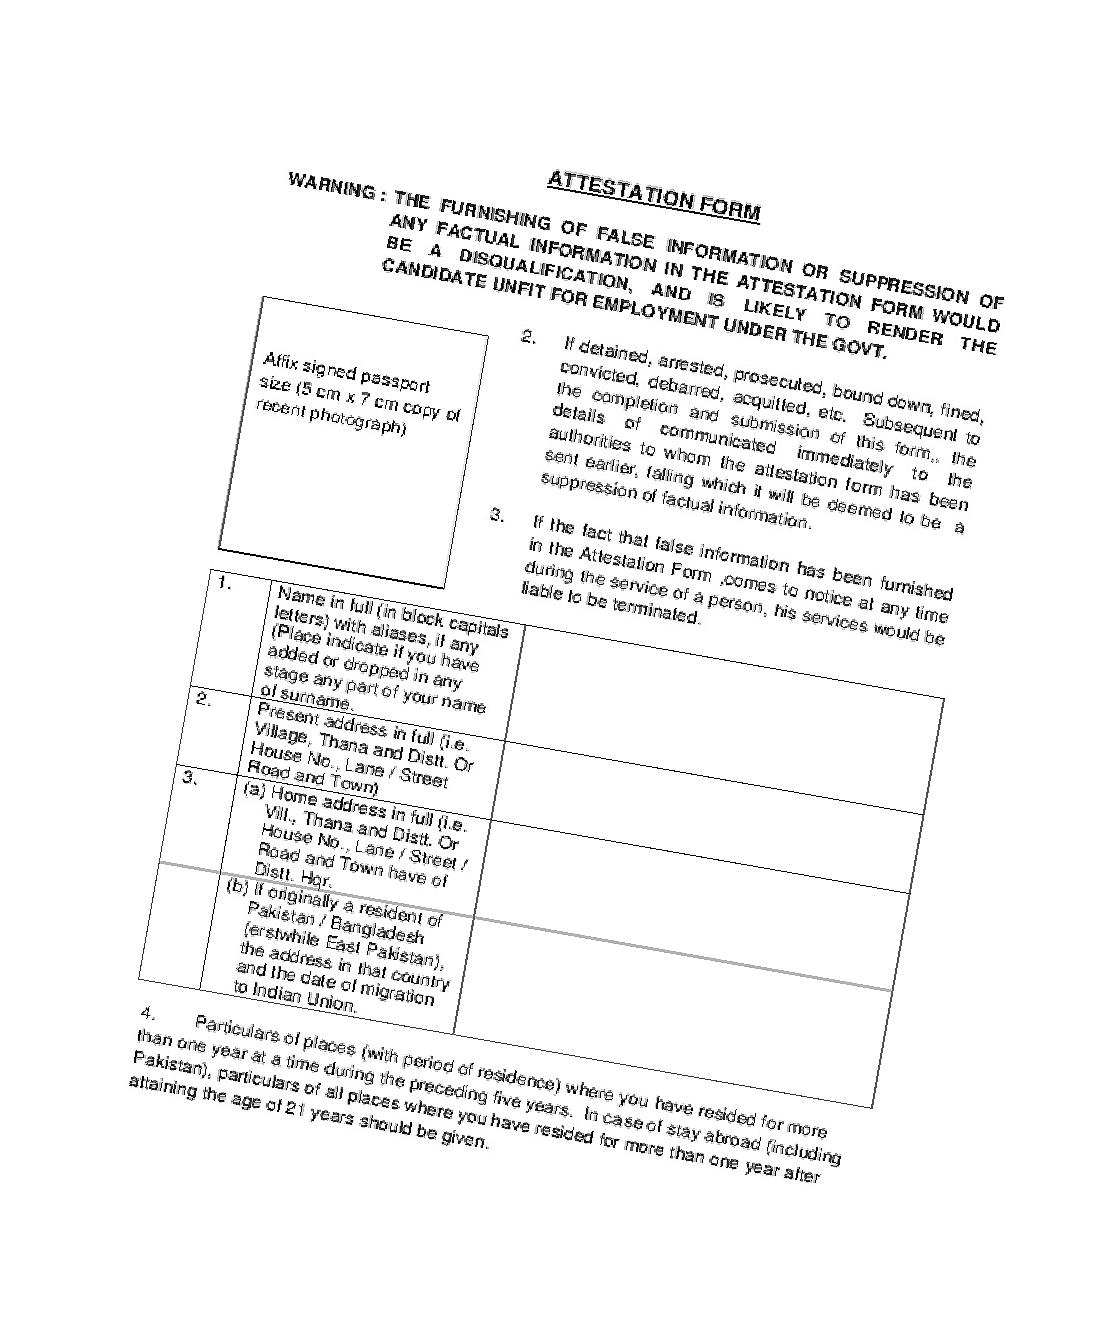 ATTESTATION FORM
WARNING : THE FURNISHING OF FALSE INFORMATION OR SUPPRESSION OF
ANY FACTUAL INFORMATION IN THE ATTESTATION FORM WOULD
BE A DISQUALIFICATION, AND IS LIKELY TO RENDER THE
CANDIDATE UNFIT FOR EMPLOYMENT UNDER THE GOVT.
Affix signed passport
size (5 cm x 7 cm copy of
recent photograph)
2. If detained, arrested, prosecuted, bound down, fined,
convicted, debarred, acquitted, etc. Subsequent to
the completion and submission of this form,. the
details of communicated immediately to the
authorities to whom the attestation form has been
sent earlier, falling which it will be deemed to be a
suppression of factual information.
3. If the fact that false information has been furnished
in the Attestation Form ,comes to notice at any time
during the service of a person, his services would be
liable to be terminated.
1. Name in full (in block capitals
letters) with aliases, if any
(Place indicate if you have
added or dropped in any
stage any part of your name
of surname.
2. Present address in full (i.e.
Village, Thana and Distt. Or
House No., Lane / Street
Road and Town)
3. (a) Home address in full (i.e.
Vill., Thana and Distt. Or
House No., Lane / Street /
Road and Town have of
Distt. Hqr.
(b) If originally a resident of
Pakistan / Bangladesh
(erstwhile East Pakistan),
the address in that country
and the date of migration
to Indian Union.
4. Particulars of places (with period of residence) where you have resided for more
than one year at a time during the preceding five years. In case of stay abroad (including
Pakistan), particulars of all places where you have resided for more than one year after
attaining the age of 21 years should be given.